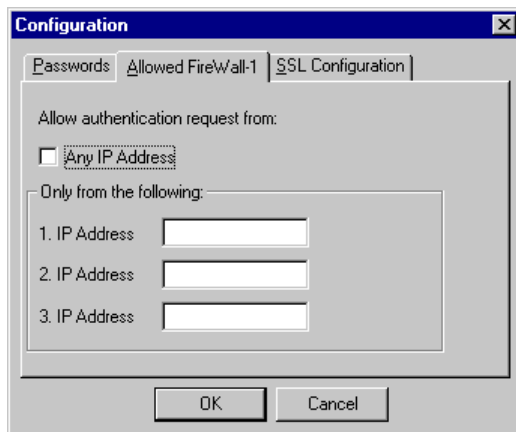 Configuration
Passwords Allowed FireWall-1 SSL Configuration
Allow authentication request from:
Any IP Address
Only from the following:
1. IP Address
2. IP Address
3. IP Address
OK Cancel